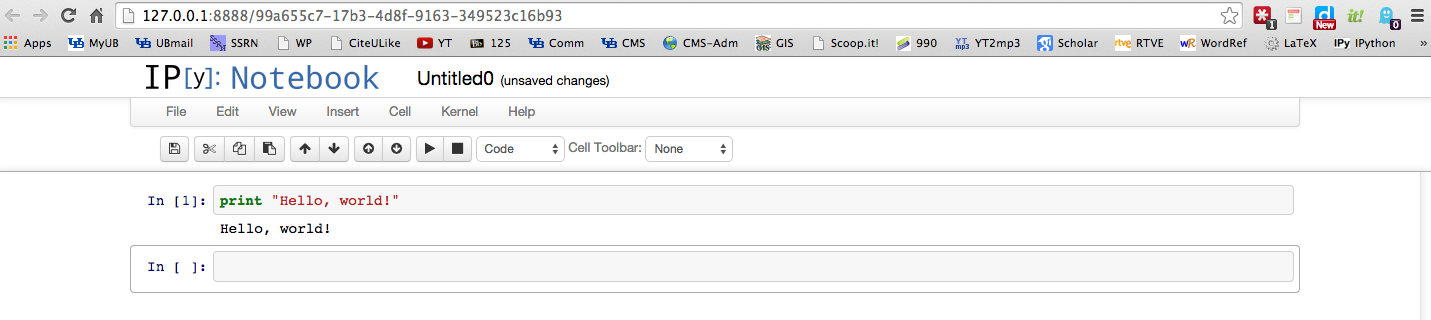 127.0.0.1:8888/99a655c7-17b3-4d8f-9163-349523c16b93
1 New it! 0
Apps MyUB UBmail SSRN WP CiteULike YT 125 Comm CMS CMS-Adm GIS Scoop.it! 990 YT2mp3 Scholar RTVE WordRef LaTeX IPython »
IP[y]: Notebook Untitled0 (unsaved changes)
File Edit View Insert Cell Kernel Help
Code Cell Toolbar: None
In [1]: print "Hello, world!"
Hello, world!
In [ ]: